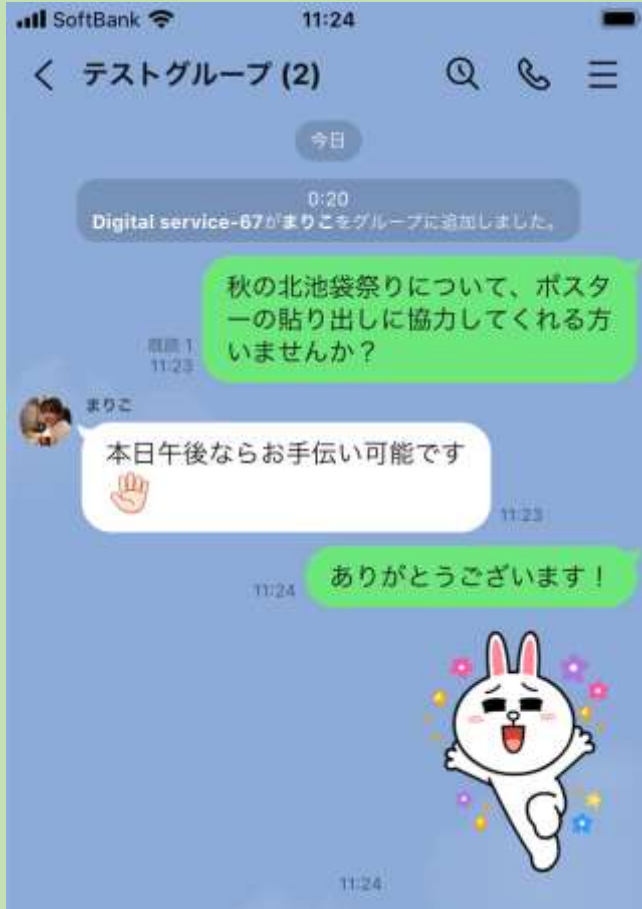 SoftBank 11:24
テストグループ (2)
今日
0:20
Digital service-67がまりこをグループに追加しました。
秋の北池袋祭りについて、ポスタ
ーの貼り出しに協力してくれる方
いませんか？
既読 1
11:23
まりこ
本日午後ならお手伝い可能です
11:23
ありがとうございます！
11:24
11:24